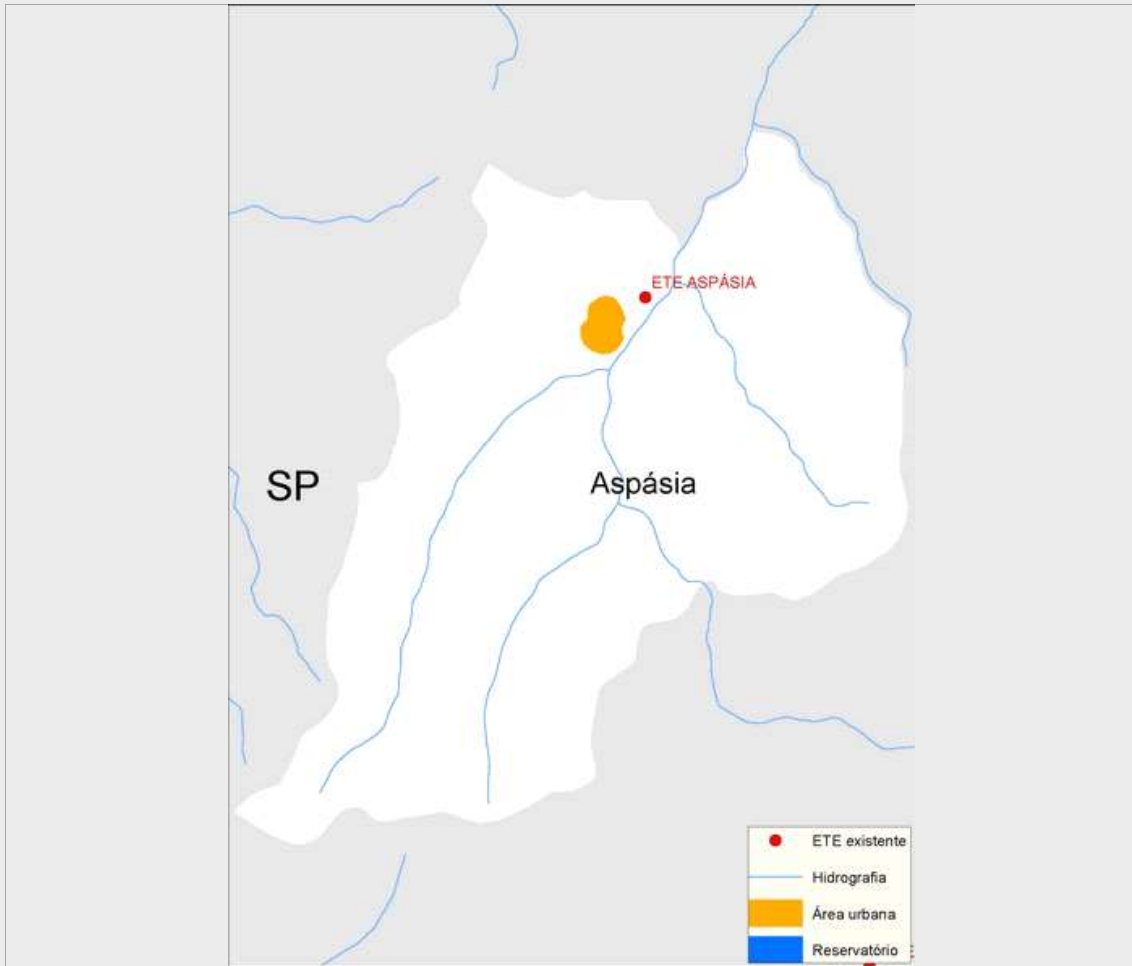 ETE ASPÁSIA
SP
Aspásia
ETE existente
Hidrografia
Área urbana
Reservatório